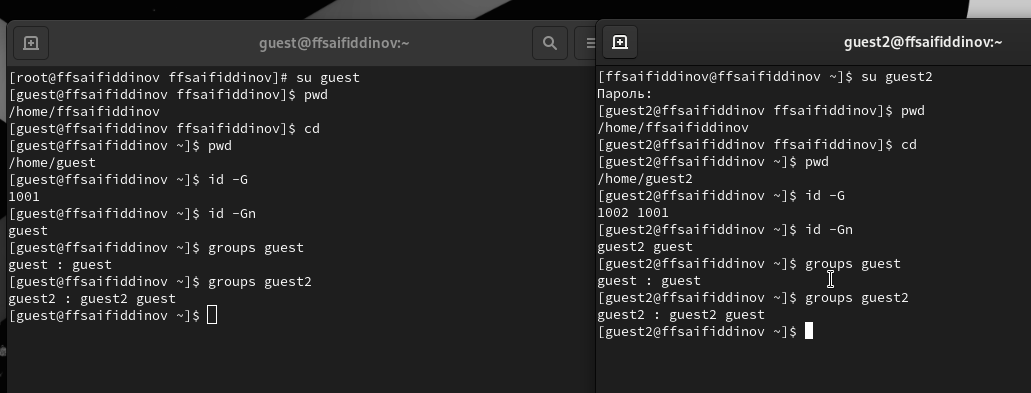 guest@ffsaifiddinov:~
[root@ffsaifiddinov ffsaifiddinov]# su guest
[guest@ffsaifiddinov ffsaifiddinov]$ pwd
/home/ffsaifiddinov
[guest@ffsaifiddinov ffsaifiddinov]$ cd
[guest@ffsaifiddinov ~]$ pwd
/home/guest
[guest@ffsaifiddinov ~]$ id -G
1001
[guest@ffsaifiddinov ~]$ id -Gn
guest
[guest@ffsaifiddinov ~]$ groups guest
guest : guest
[guest@ffsaifiddinov ~]$ groups guest2
guest2 : guest2 guest
[guest@ffsaifiddinov ~]$
guest2@ffsaifiddinov:~
[ffsaifiddinov@ffsaifiddinov ~]$ su guest2
Пароль:
[guest2@ffsaifiddinov ffsaifiddinov]$ pwd
/home/ffsaifiddinov
[guest2@ffsaifiddinov ffsaifiddinov]$ cd
[guest2@ffsaifiddinov ~]$ pwd
/home/guest2
[guest2@ffsaifiddinov ~]$ id -G
1002 1001
[guest2@ffsaifiddinov ~]$ id -Gn
guest2 guest
[guest2@ffsaifiddinov ~]$ groups guest
guest : guest
[guest2@ffsaifiddinov ~]$ groups guest2
guest2 : guest2 guest
[guest2@ffsaifiddinov ~]$